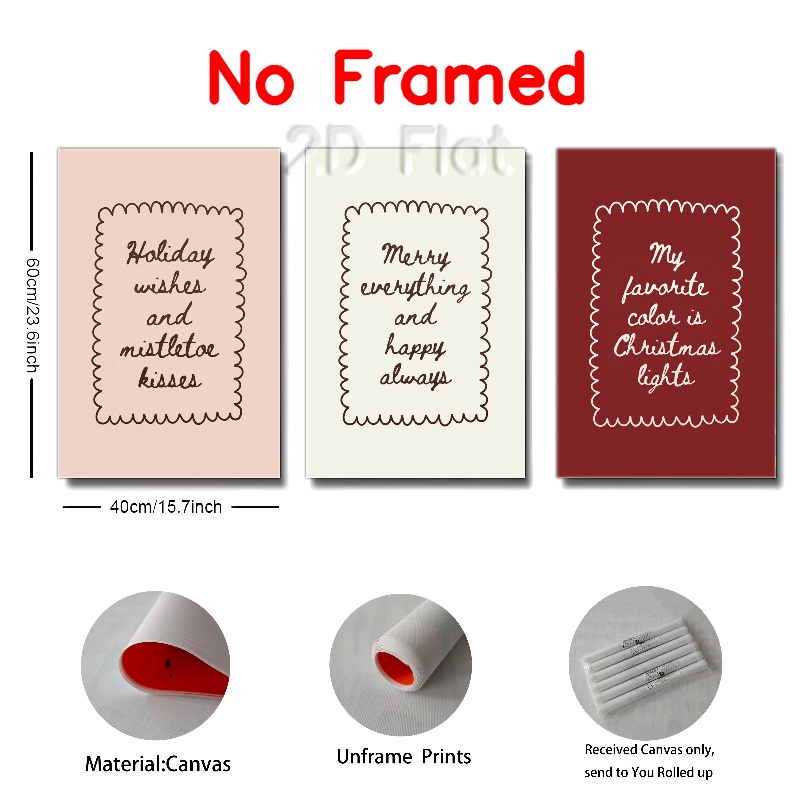 No Framed
2D Flat
60cm/23.6inch
Holiday
wishes
and
mistletoe
kisses
Merry
everything
and
happy
always
My
favorite
color is
Christmas
lights
40cm/15.7inch
Material:Canvas
Unframe Prints
Received Canvas only,
send to You Rolled up